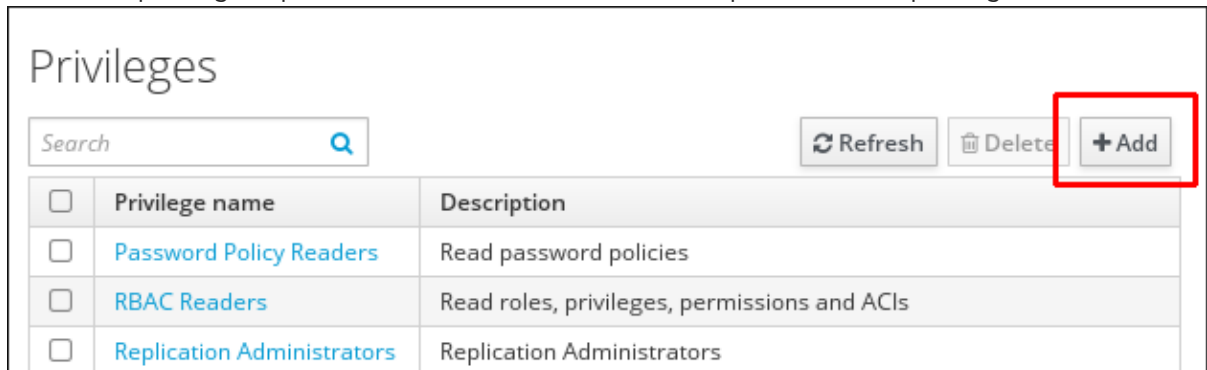 Privileges
Search Refresh Delete Add
Privilege name Description
Password Policy Readers Read password policies
RBAC Readers Read roles, privileges, permissions and ACIs
Replication Administrators Replication Administrators